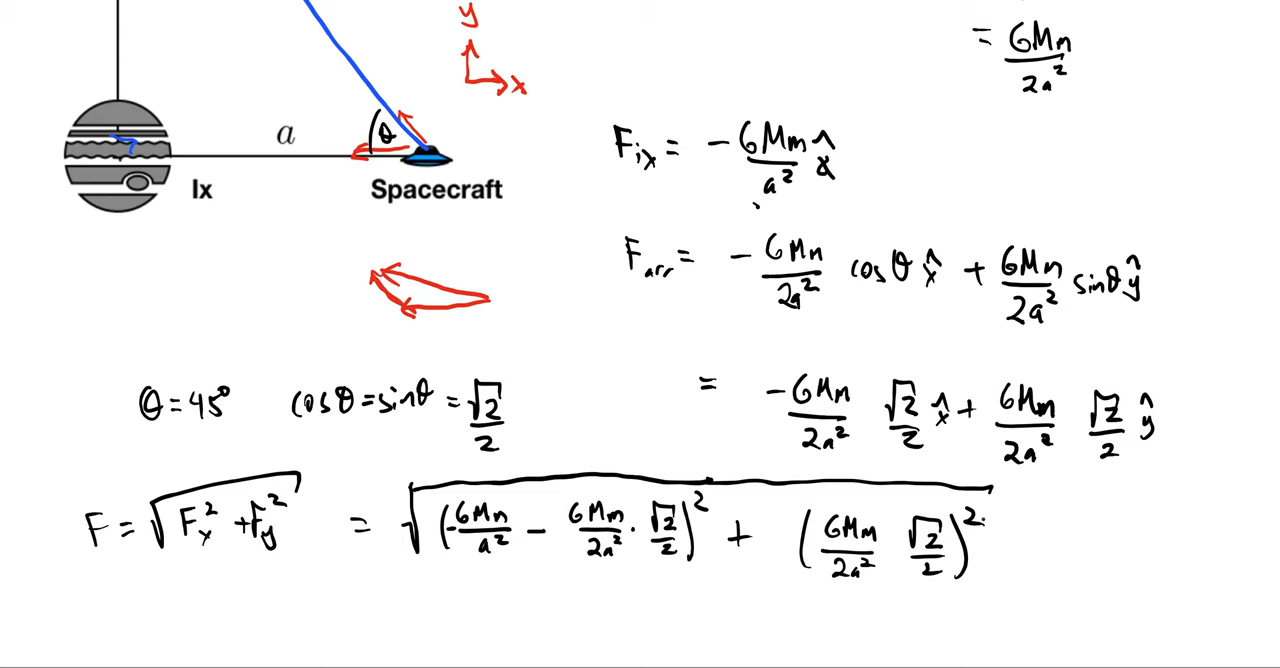 y
x
= GMm/2a²
θ
a
Ix
Spacecraft
F_ix = - GMm/a² x̂
F_arr = - GMm/2a² cosθ x̂ + GMm/2a² sinθ ŷ
θ = 45° cosθ = sinθ = √2/2
= -GMm/2a² √2/2 x̂ + GMm/2a² √2/2 ŷ
F = √(F_x² + F_y²) = √((-GMm/a² - GMm/2a² · √2/2)² + (GMm/2a² √2/2)²)